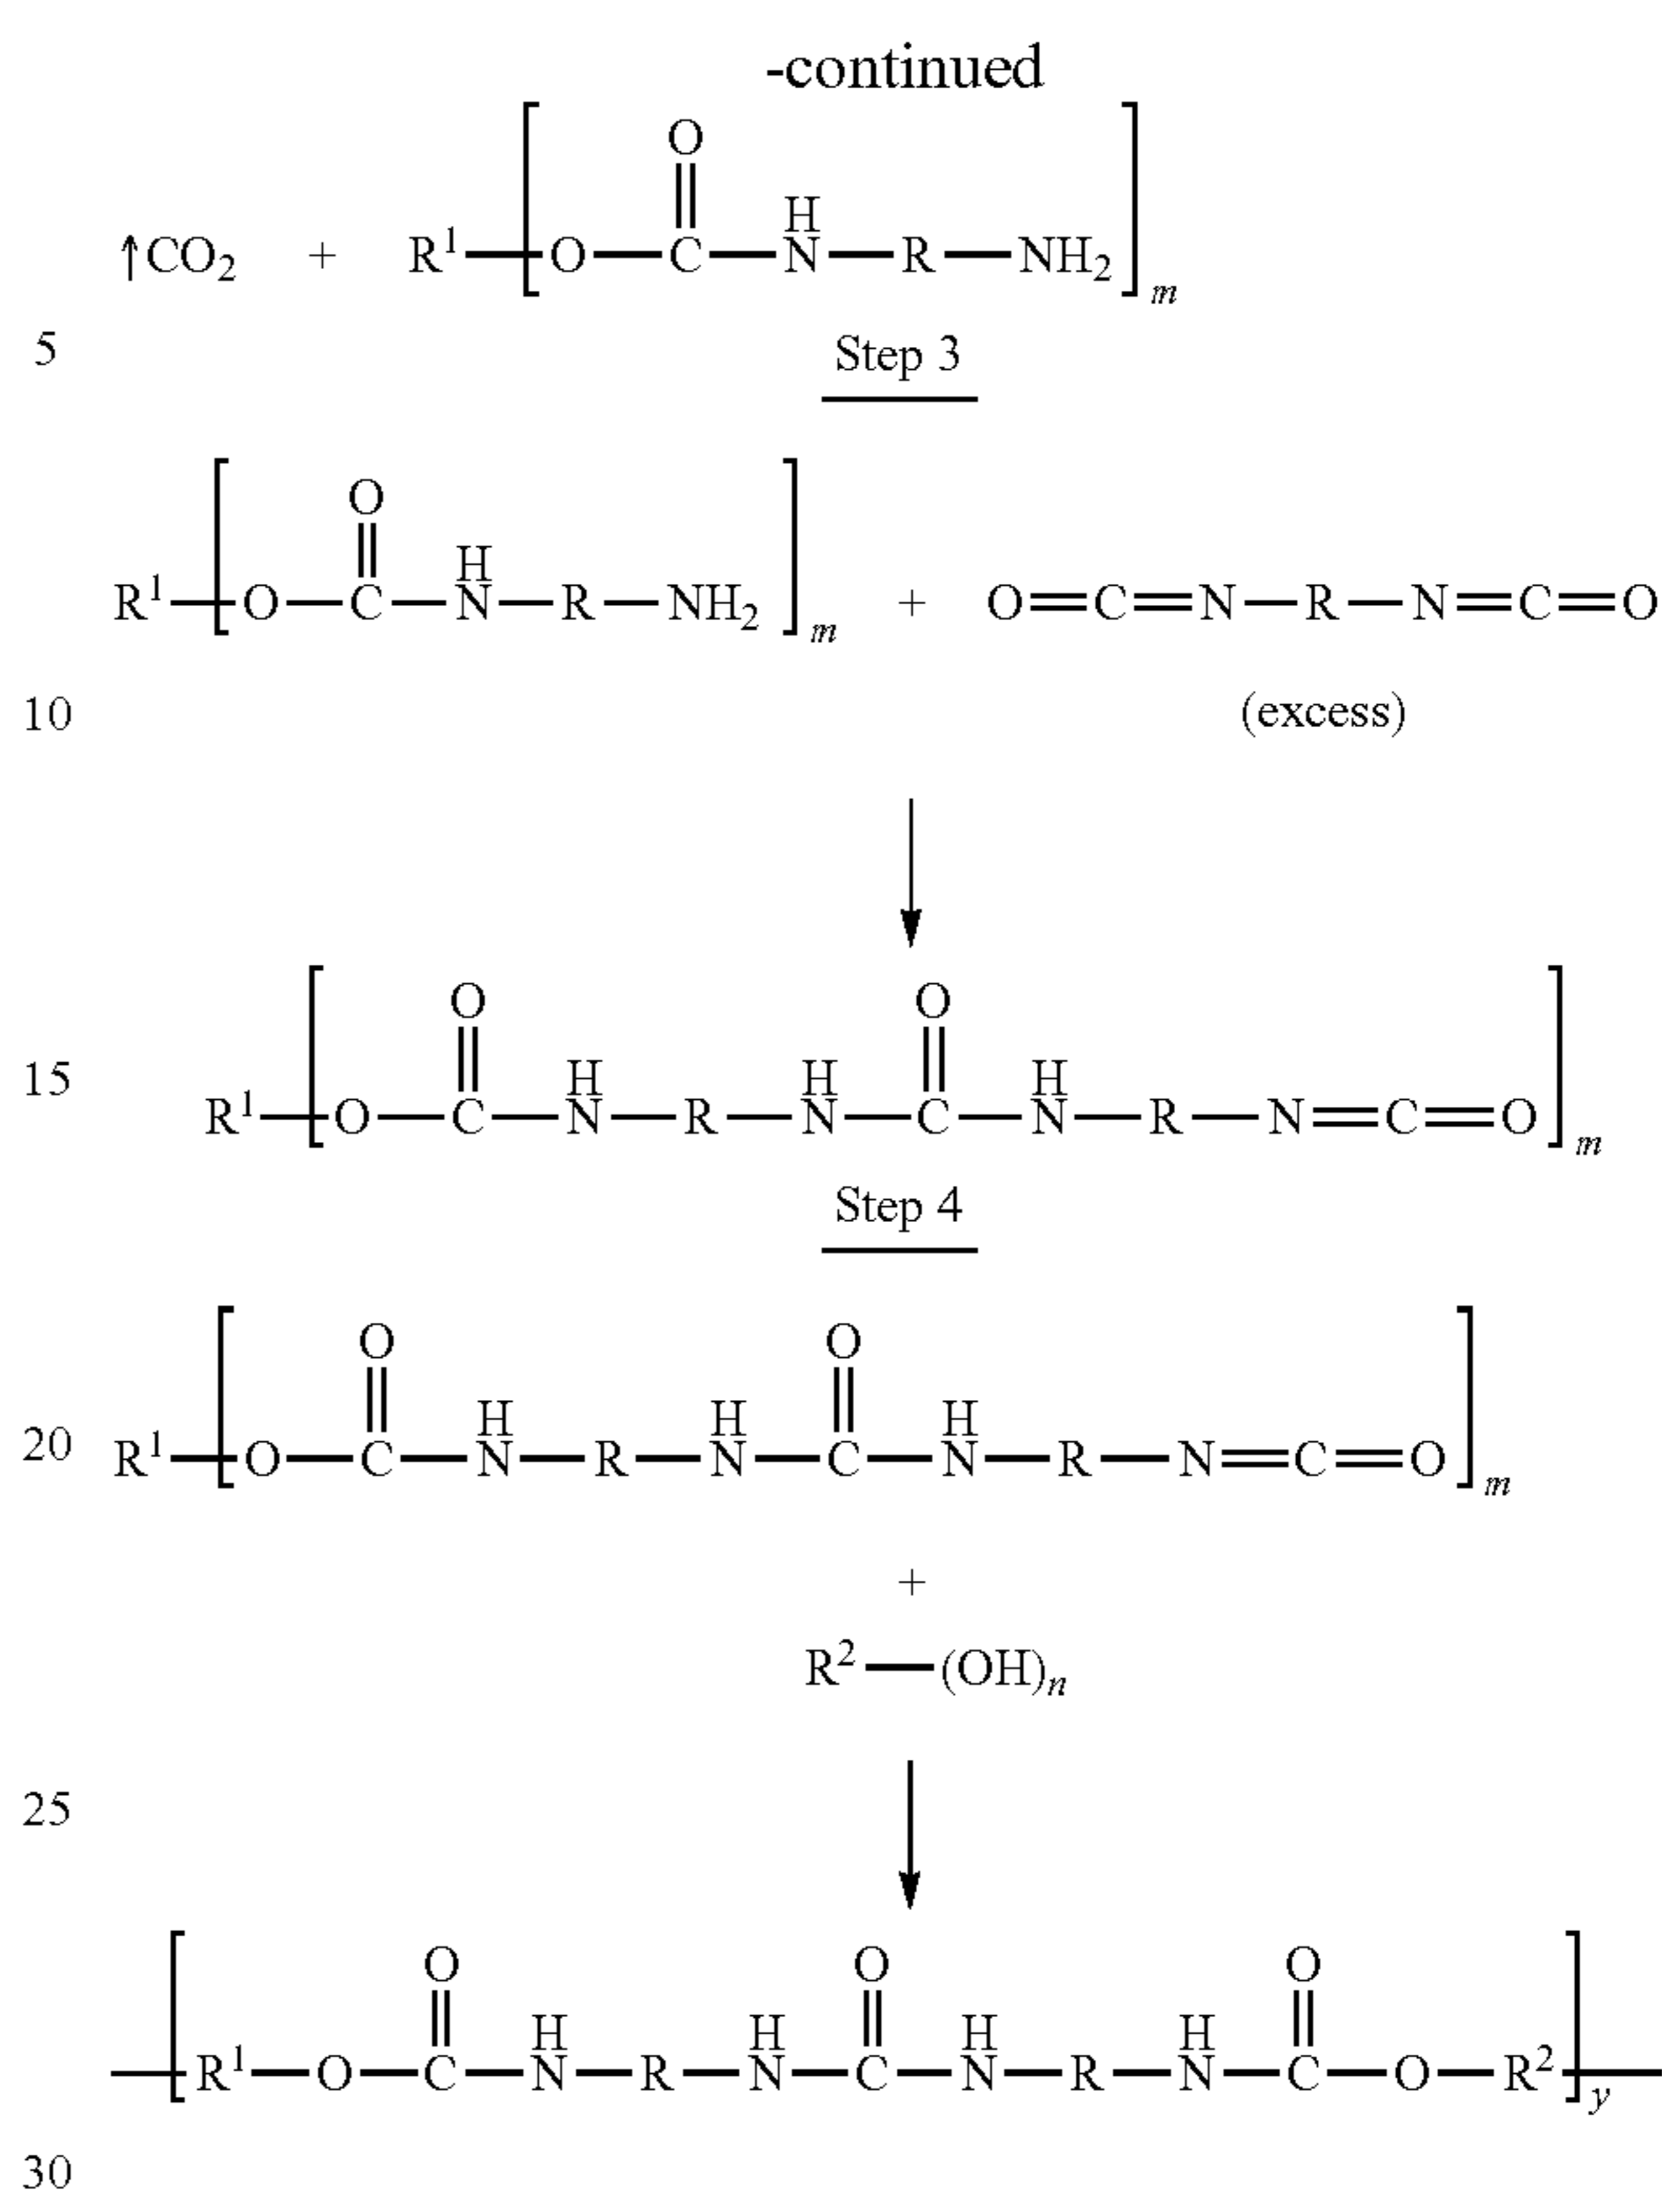 -continued
O
H
↑CO2 + R1—[O—C—N—R—NH2]m
5
Step 3
O
H
R1—[O—C—N—R—NH2]m + O=C=N—R—N=C=O
10 (excess)
O O
15 H H H
R1—[O—C—N—R—N—C—N—R—N=C=O]m
Step 4
O O
H H H
20 R1—[O—C—N—R—N—C—N—R—N=C=O]m
+
R2—(OH)n
25
O O O
H H H H
—[R1—O—C—N—R—N—C—N—R—N—C—O—R2]y—
30